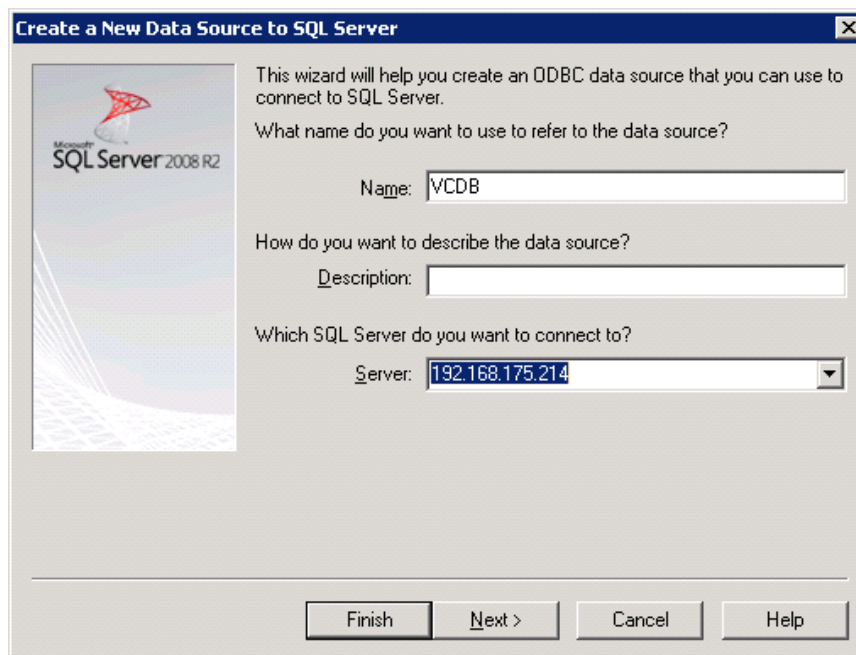 Create a New Data Source to SQL Server
This wizard will help you create an ODBC data source that you can use to
connect to SQL Server.
What name do you want to use to refer to the data source?
Microsoft
SQL Server 2008 R2
Name: VCDB
How do you want to describe the data source?
Description:
Which SQL Server do you want to connect to?
Server: 192.168.175.214
Finish Next > Cancel Help